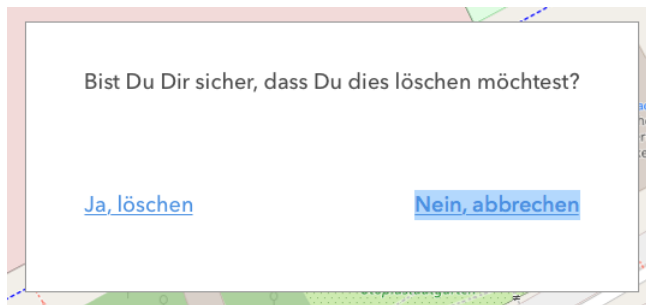 Bist Du Dir sicher, dass Du dies löschen möchtest?
Ja, löschen
Nein, abbrechen